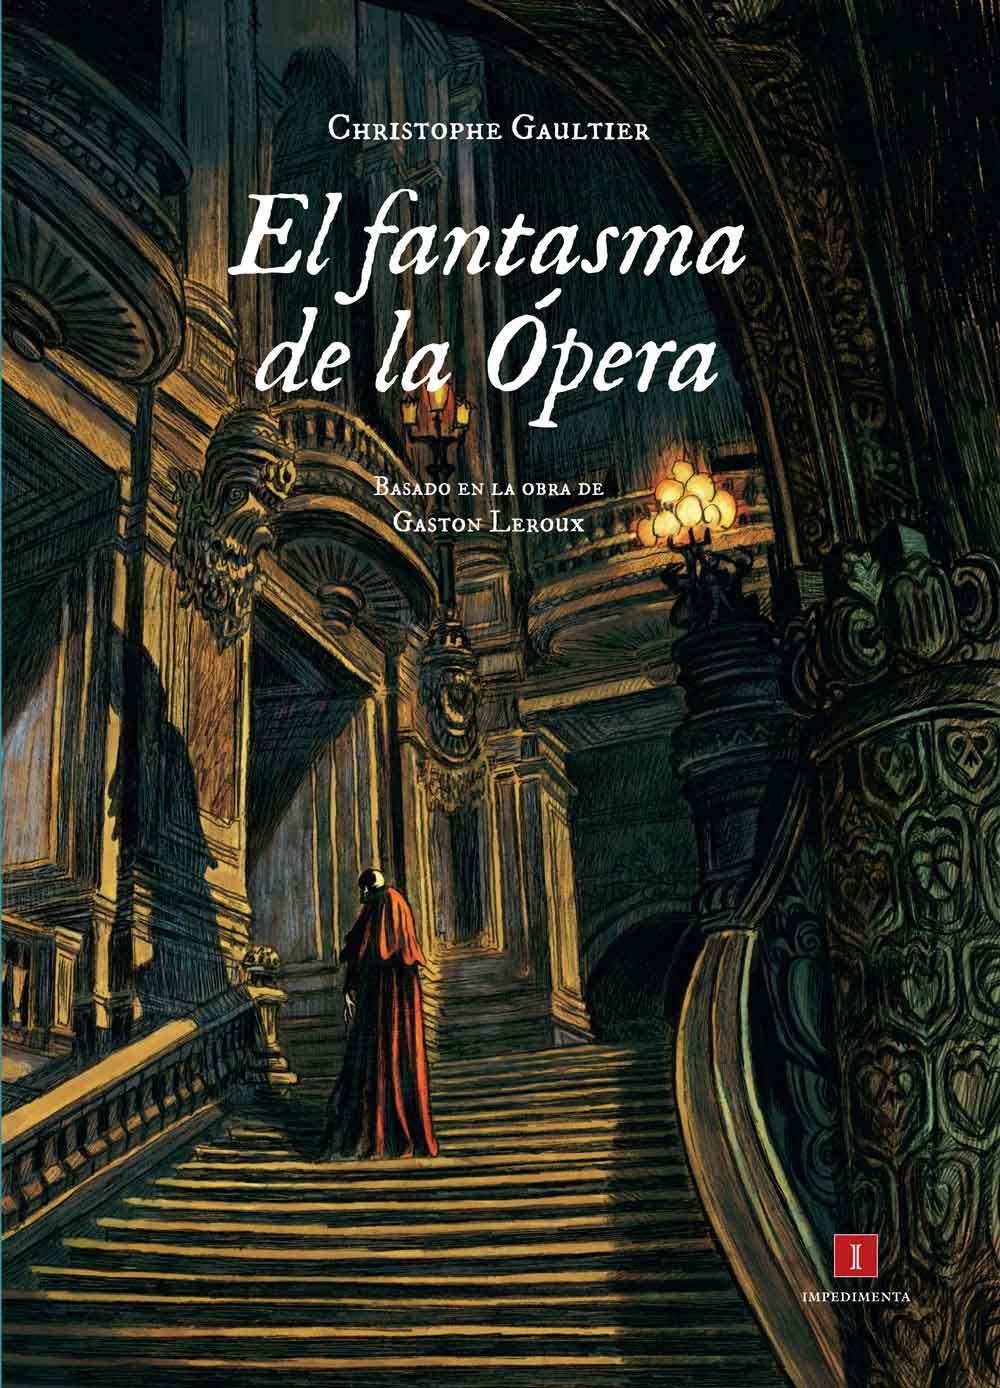 Christophe Gaultier
El fantasma
de la Ópera
Basado en la obra de
Gaston Leroux
I
IMPEDIMENTA